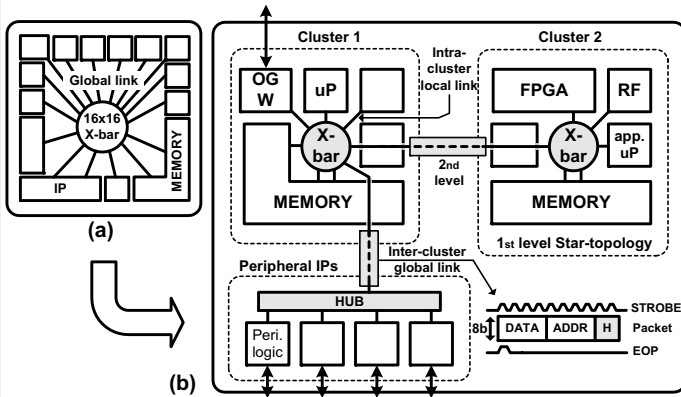 Global link
16x16
X-bar
MEMORY
IP
(a)
Cluster 1
OG
W
uP
Intra-
cluster
local link
X-
bar
MEMORY
2nd
level
Cluster 2
FPGA
RF
X-
bar
app.
uP
MEMORY
1st level Star-topology
Inter-cluster
global link
Peripheral IPs
HUB
Peri.
logic
STROBE
8b
DATA
ADDR
H
Packet
EOP
(b)